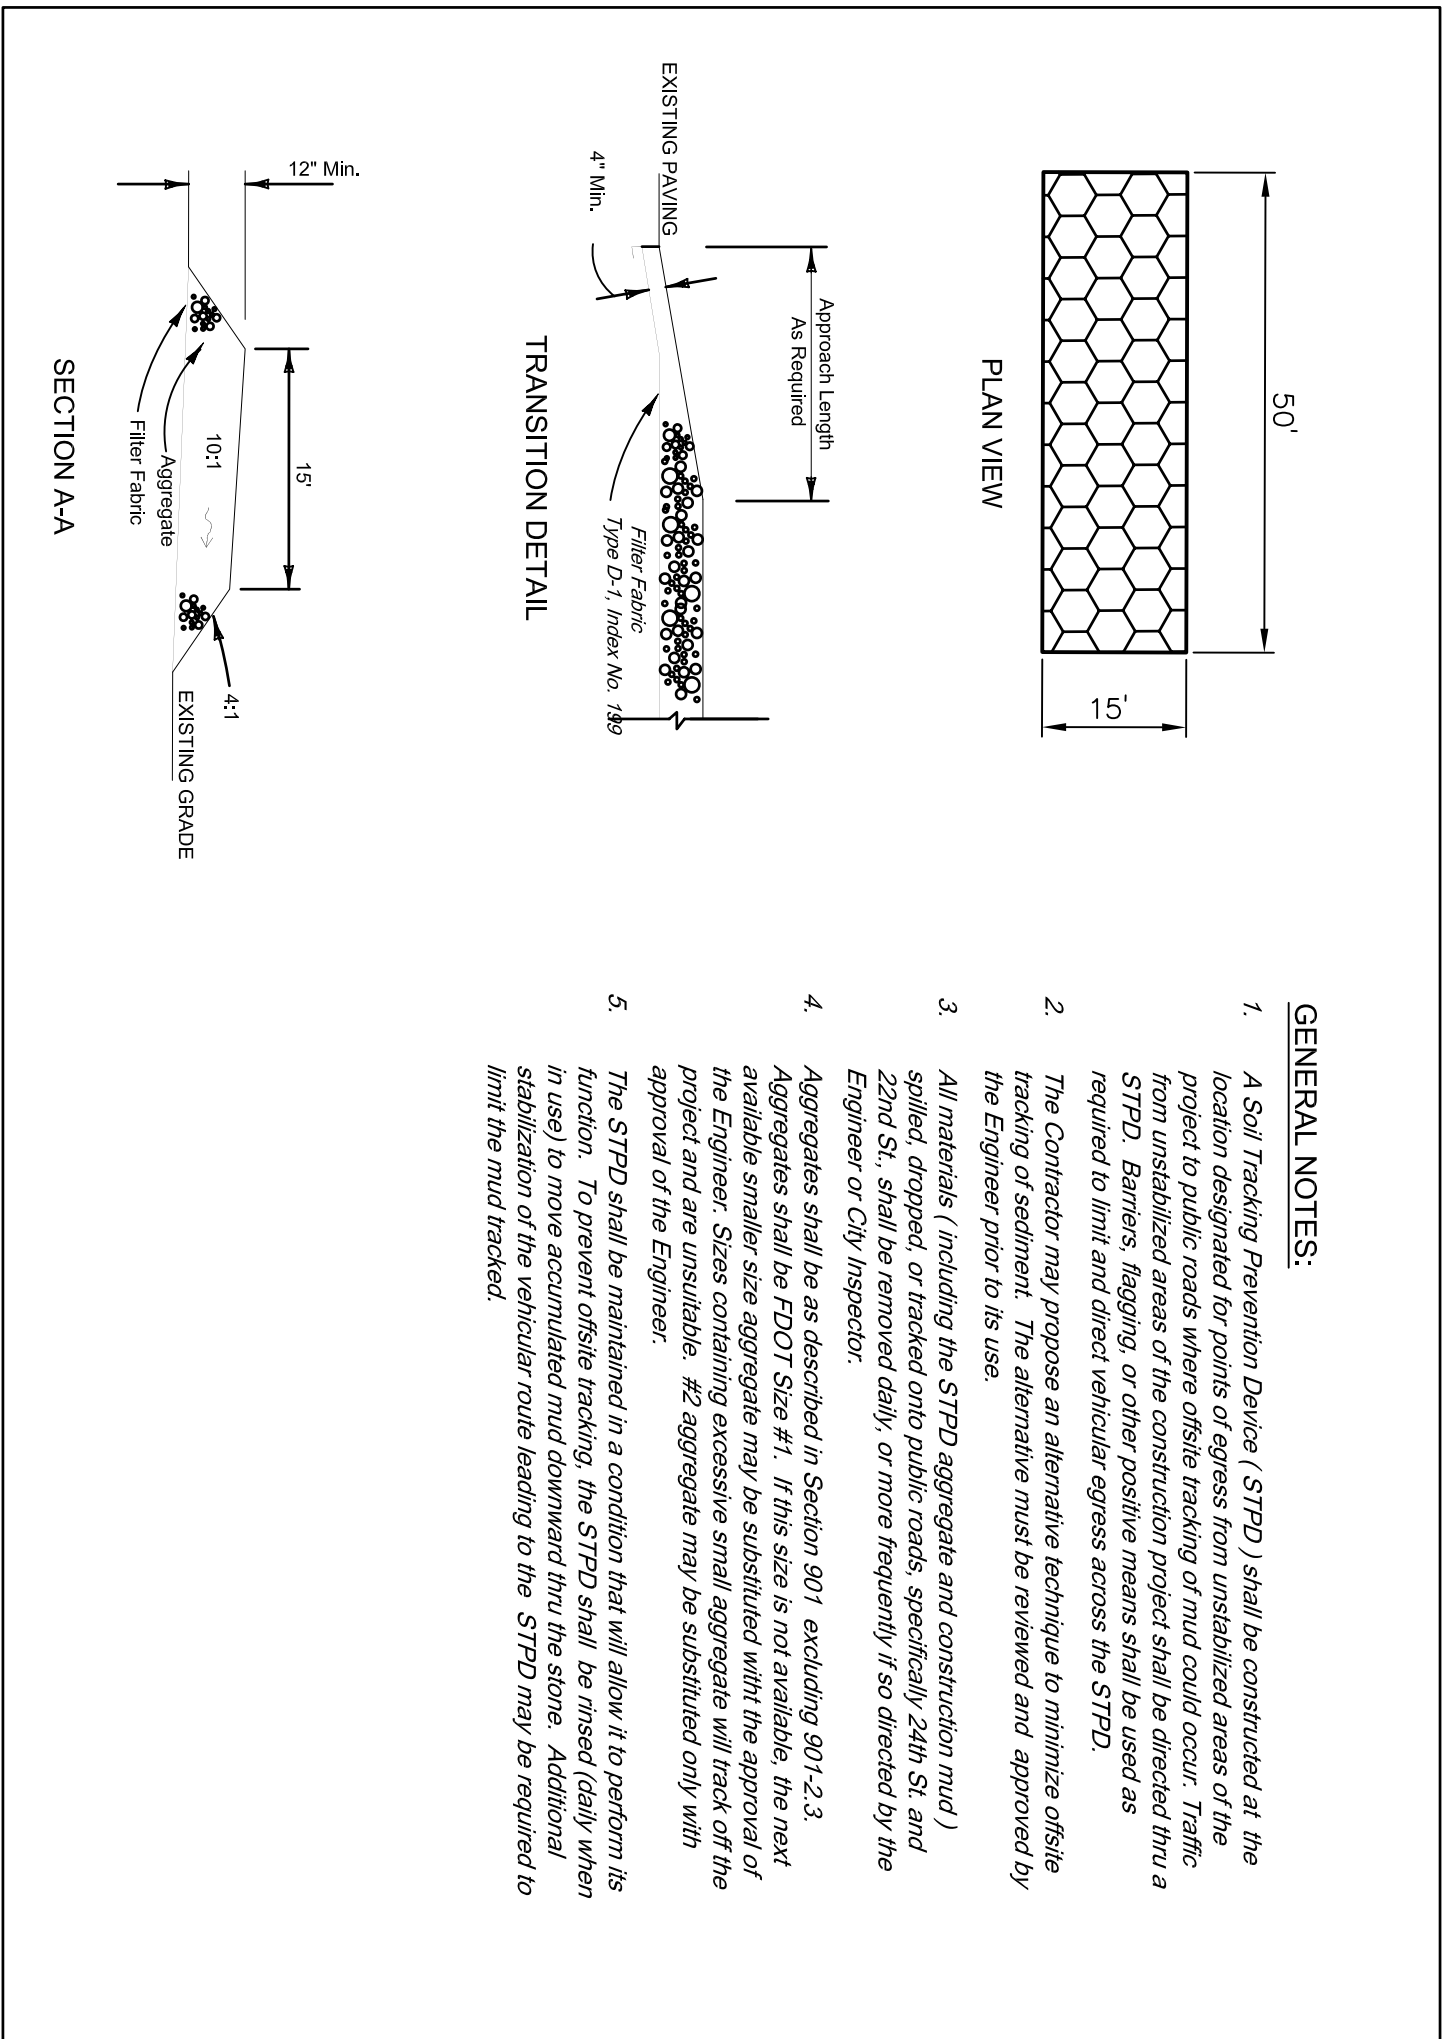 50'
15'
PLAN VIEW
Approach Length
As Required
EXISTING PAVING
4" Min.
Filter Fabric
Type D-1, Index No. 199
TRANSITION DETAIL
12" Min.
15'
10:1
4:1
Aggregate
Filter Fabric
EXISTING GRADE
SECTION A-A
GENERAL NOTES:
1. A Soil Tracking Prevention Device ( STPD ) shall be constructed at the
location designated for points of egress from unstabilized areas of the
project to public roads where offsite tracking of mud could occur. Traffic
from unstabilized areas of the construction project shall be directed thru a
STPD. Barriers, flagging, or other positive means shall be used as
required to limit and direct vehicular egress across the STPD.
2. The Contractor may propose an alternative technique to minimize offsite
tracking of sediment. The alternative must be reviewed and approved by
the Engineer prior to its use.
3. All materials ( including the STPD aggregate and construction mud )
spilled, dropped, or tracked onto public roads, specifically 24th St. and
22nd St., shall be removed daily, or more frequently if so directed by the
Engineer or City Inspector.
4. Aggregates shall be as described in Section 901 excluding 901-2.3.
Aggregates shall be FDOT Size #1. If this size is not available, the next
available smaller size aggregate may be substituted witht the approval of
the Engineer. Sizes containing excessive small aggregate will track off the
project and are unsuitable. #2 aggregate may be substituted only with
approval of the Engineer.
5. The STPD shall be maintained in a condition that will allow it to perform its
function. To prevent offsite tracking, the STPD shall be rinsed (daily when
in use) to move accumulated mud downward thru the stone. Additional
stabilization of the vehicular route leading to the STPD may be required to
limit the mud tracked.